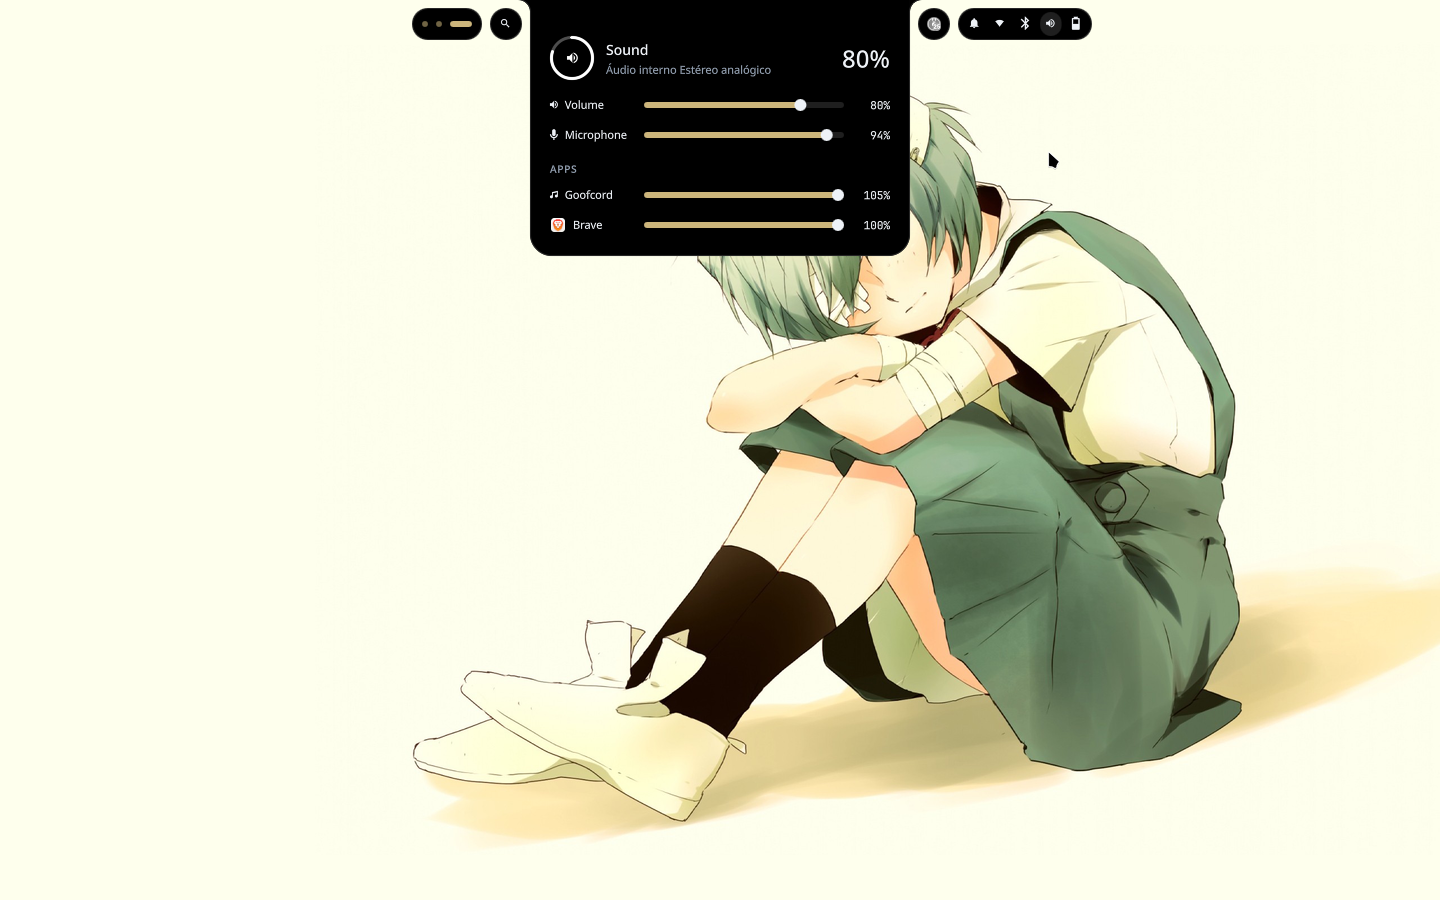 Sound
Áudio interno Estéreo analógico
80%
Volume 80%
Microphone 94%
APPS
Goofcord 105%
Brave 100%